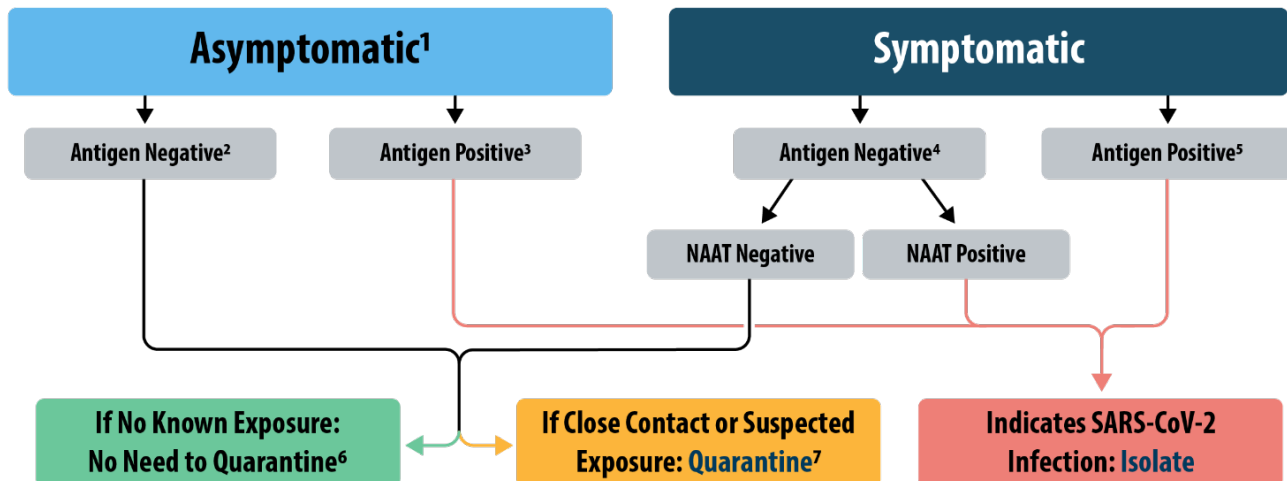 Asymptomatic¹
Symptomatic
Antigen Negative²
Antigen Positive³
Antigen Negative⁴
Antigen Positive⁵
NAAT Negative
NAAT Positive
If No Known Exposure:
No Need to Quarantine⁶
If Close Contact or Suspected
Exposure: Quarantine⁷
Indicates SARS-CoV-2
Infection: Isolate